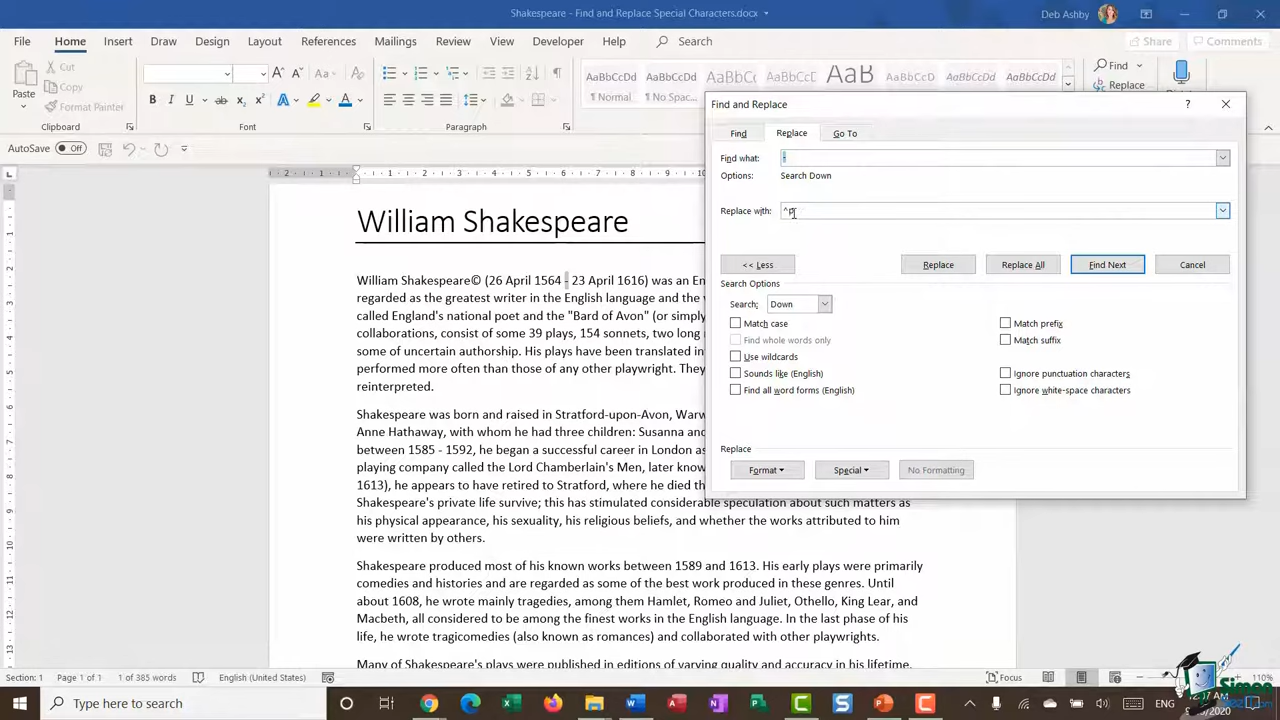 Shakespeare - Find and Replace Special Characters.docx
Deb Ashby
File Home Insert Draw Design Layout References Mailings Review View Developer Help Search
Share Comments
Paste
Cut
Copy
Format Painter
Clipboard Font Paragraph
AaBbCcDd AaBbCcDd AaBbCc AaBbCcC AaB AaBbCcD AaBbCcDd AaBbCcDd AaBbCcDd
¶ Normal ¶ No Spac...
Find
Replace
AutoSave Off
Find and Replace
Find Replace Go To
Find what: -
Options: Search Down
Replace with: ^p
<< Less Replace Replace All Find Next Cancel
Search Options
Search: Down
Match case
Find whole words only
Use wildcards
Sounds like (English)
Find all word forms (English)
Match prefix
Match suffix
Ignore punctuation characters
Ignore white-space characters
Replace
Format Special No Formatting
William Shakespeare
William Shakespeare© (26 April 1564 - 23 April 1616) was an En
regarded as the greatest writer in the English language and the
called England's national poet and the "Bard of Avon" (or simply
collaborations, consist of some 39 plays, 154 sonnets, two long
some of uncertain authorship. His plays have been translated in
performed more often than those of any other playwright. They
reinterpreted.
Shakespeare was born and raised in Stratford-upon-Avon, Warw
Anne Hathaway, with whom he had three children: Susanna and
between 1585 - 1592, he began a successful career in London as
playing company called the Lord Chamberlain's Men, later know
1613), he appears to have retired to Stratford, where he died th
Shakespeare's private life survive; this has stimulated considerable speculation about such matters as
his physical appearance, his sexuality, his religious beliefs, and whether the works attributed to him
were written by others.
Shakespeare produced most of his known works between 1589 and 1613. His early plays were primarily
comedies and histories and are regarded as some of the best work produced in these genres. Until
about 1608, he wrote mainly tragedies, among them Hamlet, Romeo and Juliet, Othello, King Lear, and
Macbeth, all considered to be among the finest works in the English language. In the last phase of his
life, he wrote tragicomedies (also known as romances) and collaborated with other playwrights.
Many of Shakespeare's plays were published in editions of varying quality and accuracy in his lifetime.
Section: 1 Page 1 of 1 1 of 385 words English (United States) Focus 110%
Type here to search
ENG